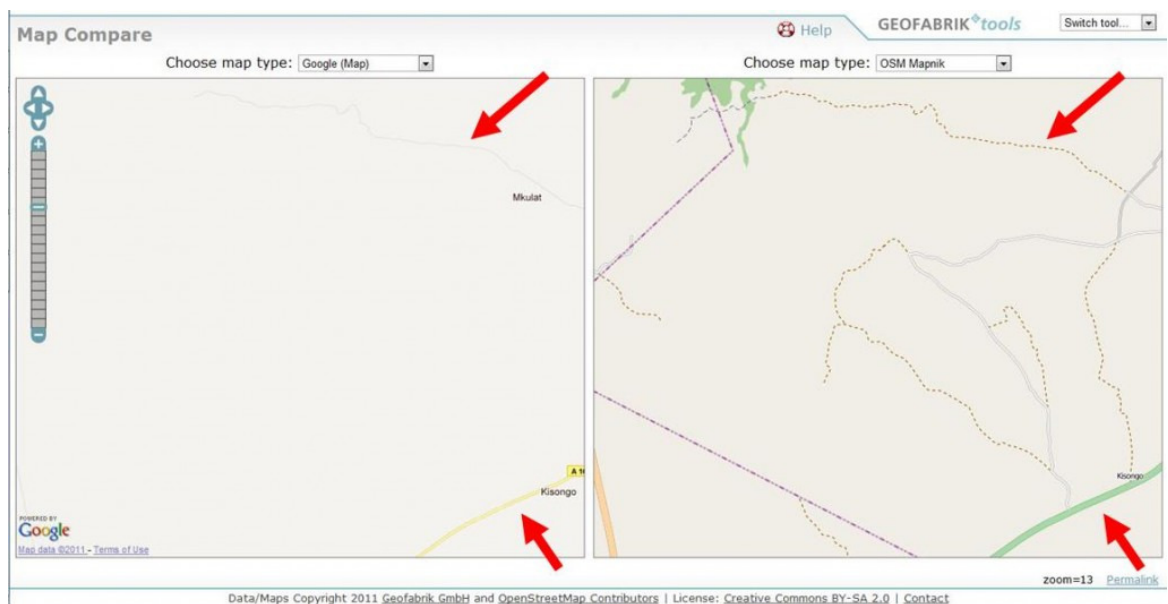 Map Compare
Help
GEOFABRIK tools
Switch tool...
Choose map type: Google (Map)
Choose map type: OSM Mapnik
Mkulat
A 10
Kisongo
Kisongo
POWERED BY
Google
Map data ©2011 - Terms of Use
zoom=13 Permalink
Data/Maps Copyright 2011 Geofabrik GmbH and OpenStreetMap Contributors | License: Creative Commons BY-SA 2.0 | Contact